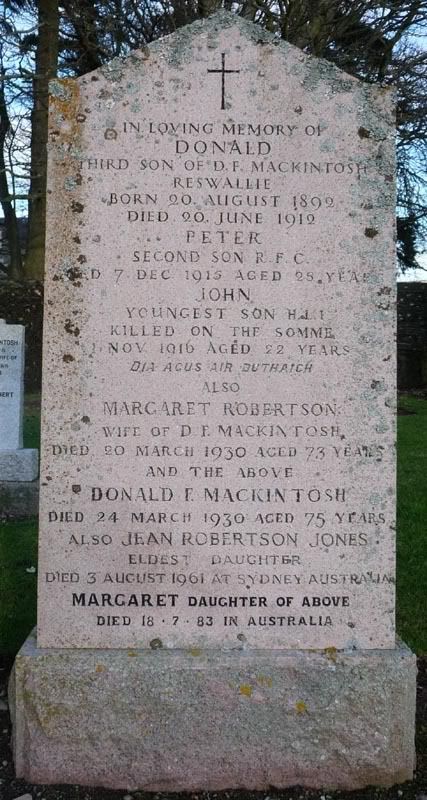 IN LOVING MEMORY OF
DONALD
THIRD SON OF D.F. MACKINTOSH
RESWALLIE
BORN 20 AUGUST 1892
DIED 20 JUNE 1912
PETER
SECOND SON R.F.C.
7 DEC 1915 AGED 28 YEARS
JOHN
YOUNGEST SON H.L.I
KILLED ON THE SOMME
NOV 1916 AGED 22 YEARS
DIA AGUS AIR DUTHAICH
ALSO
MARGARET ROBERTSON
WIFE OF D.F. MACKINTOSH
DIED 20 MARCH 1930 AGED 73 YEARS
AND THE ABOVE
DONALD F. MACKINTOSH
DIED 24 MARCH 1930 AGED 75 YEARS
ALSO JEAN ROBERTSON JONES
ELDEST DAUGHTER
DIED 3 AUGUST 1961 AT SYDNEY AUSTRALIA
MARGARET DAUGHTER OF ABOVE
DIED 18 · 7 · 83 IN AUSTRALIA